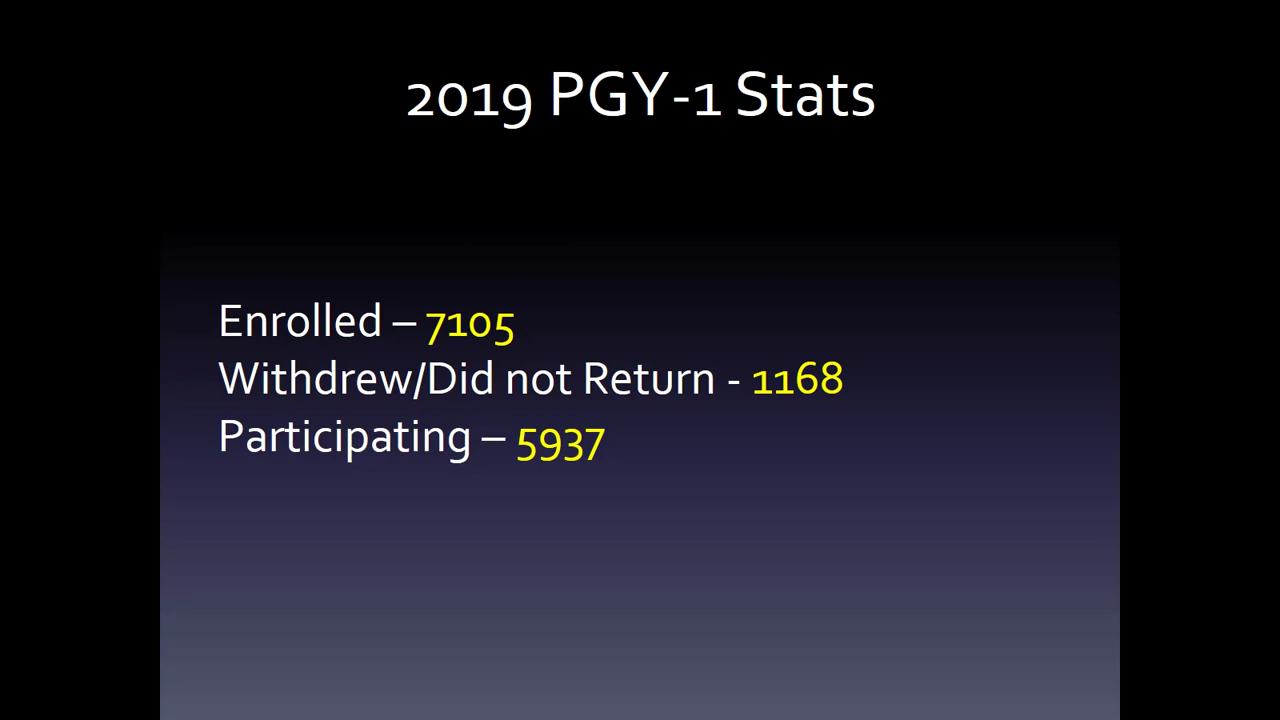 2019 PGY-1 Stats
Enrolled – 7105
Withdrew/Did not Return - 1168
Participating – 5937